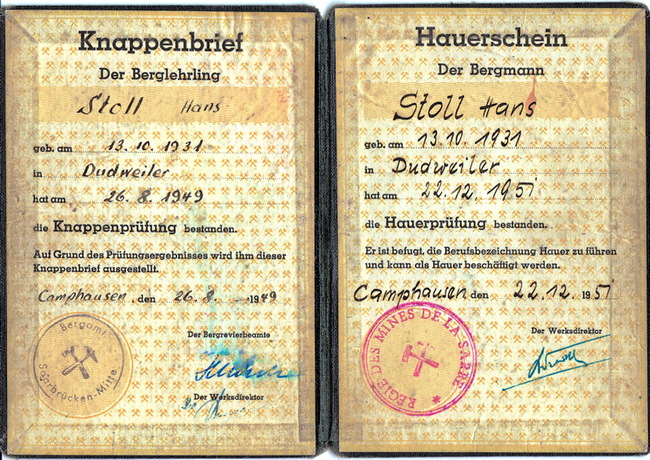 Knappenbrief
Der Berglehrling
Stoll Hans
geb. am 13. 10. 1931
in Dudweiler
hat am 26. 8. 1949
die Knappenprüfung bestanden.
Auf Grund des Prüfungsergebnisses wird ihm dieser
Knappenbrief ausgestellt.
Camphausen, den 26. 8. 1949
Der Bergrevierbeamte
Bergamt
Saarbrücken-Mitte
Der Werksdirektor
Hauerschein
Der Bergmann
Stoll Hans
geb. am 13. 10. 1931
in Dudweiler
hat am 22. 12. 1951
die Hauerprüfung bestanden.
Er ist befugt, die Berufsbezeichnung Hauer zu führen
und kann als Hauer beschäftigt werden.
Camphausen den 22. 12. 1951
Der Werksdirektor
REGIE DES MINES DE LA SARRE